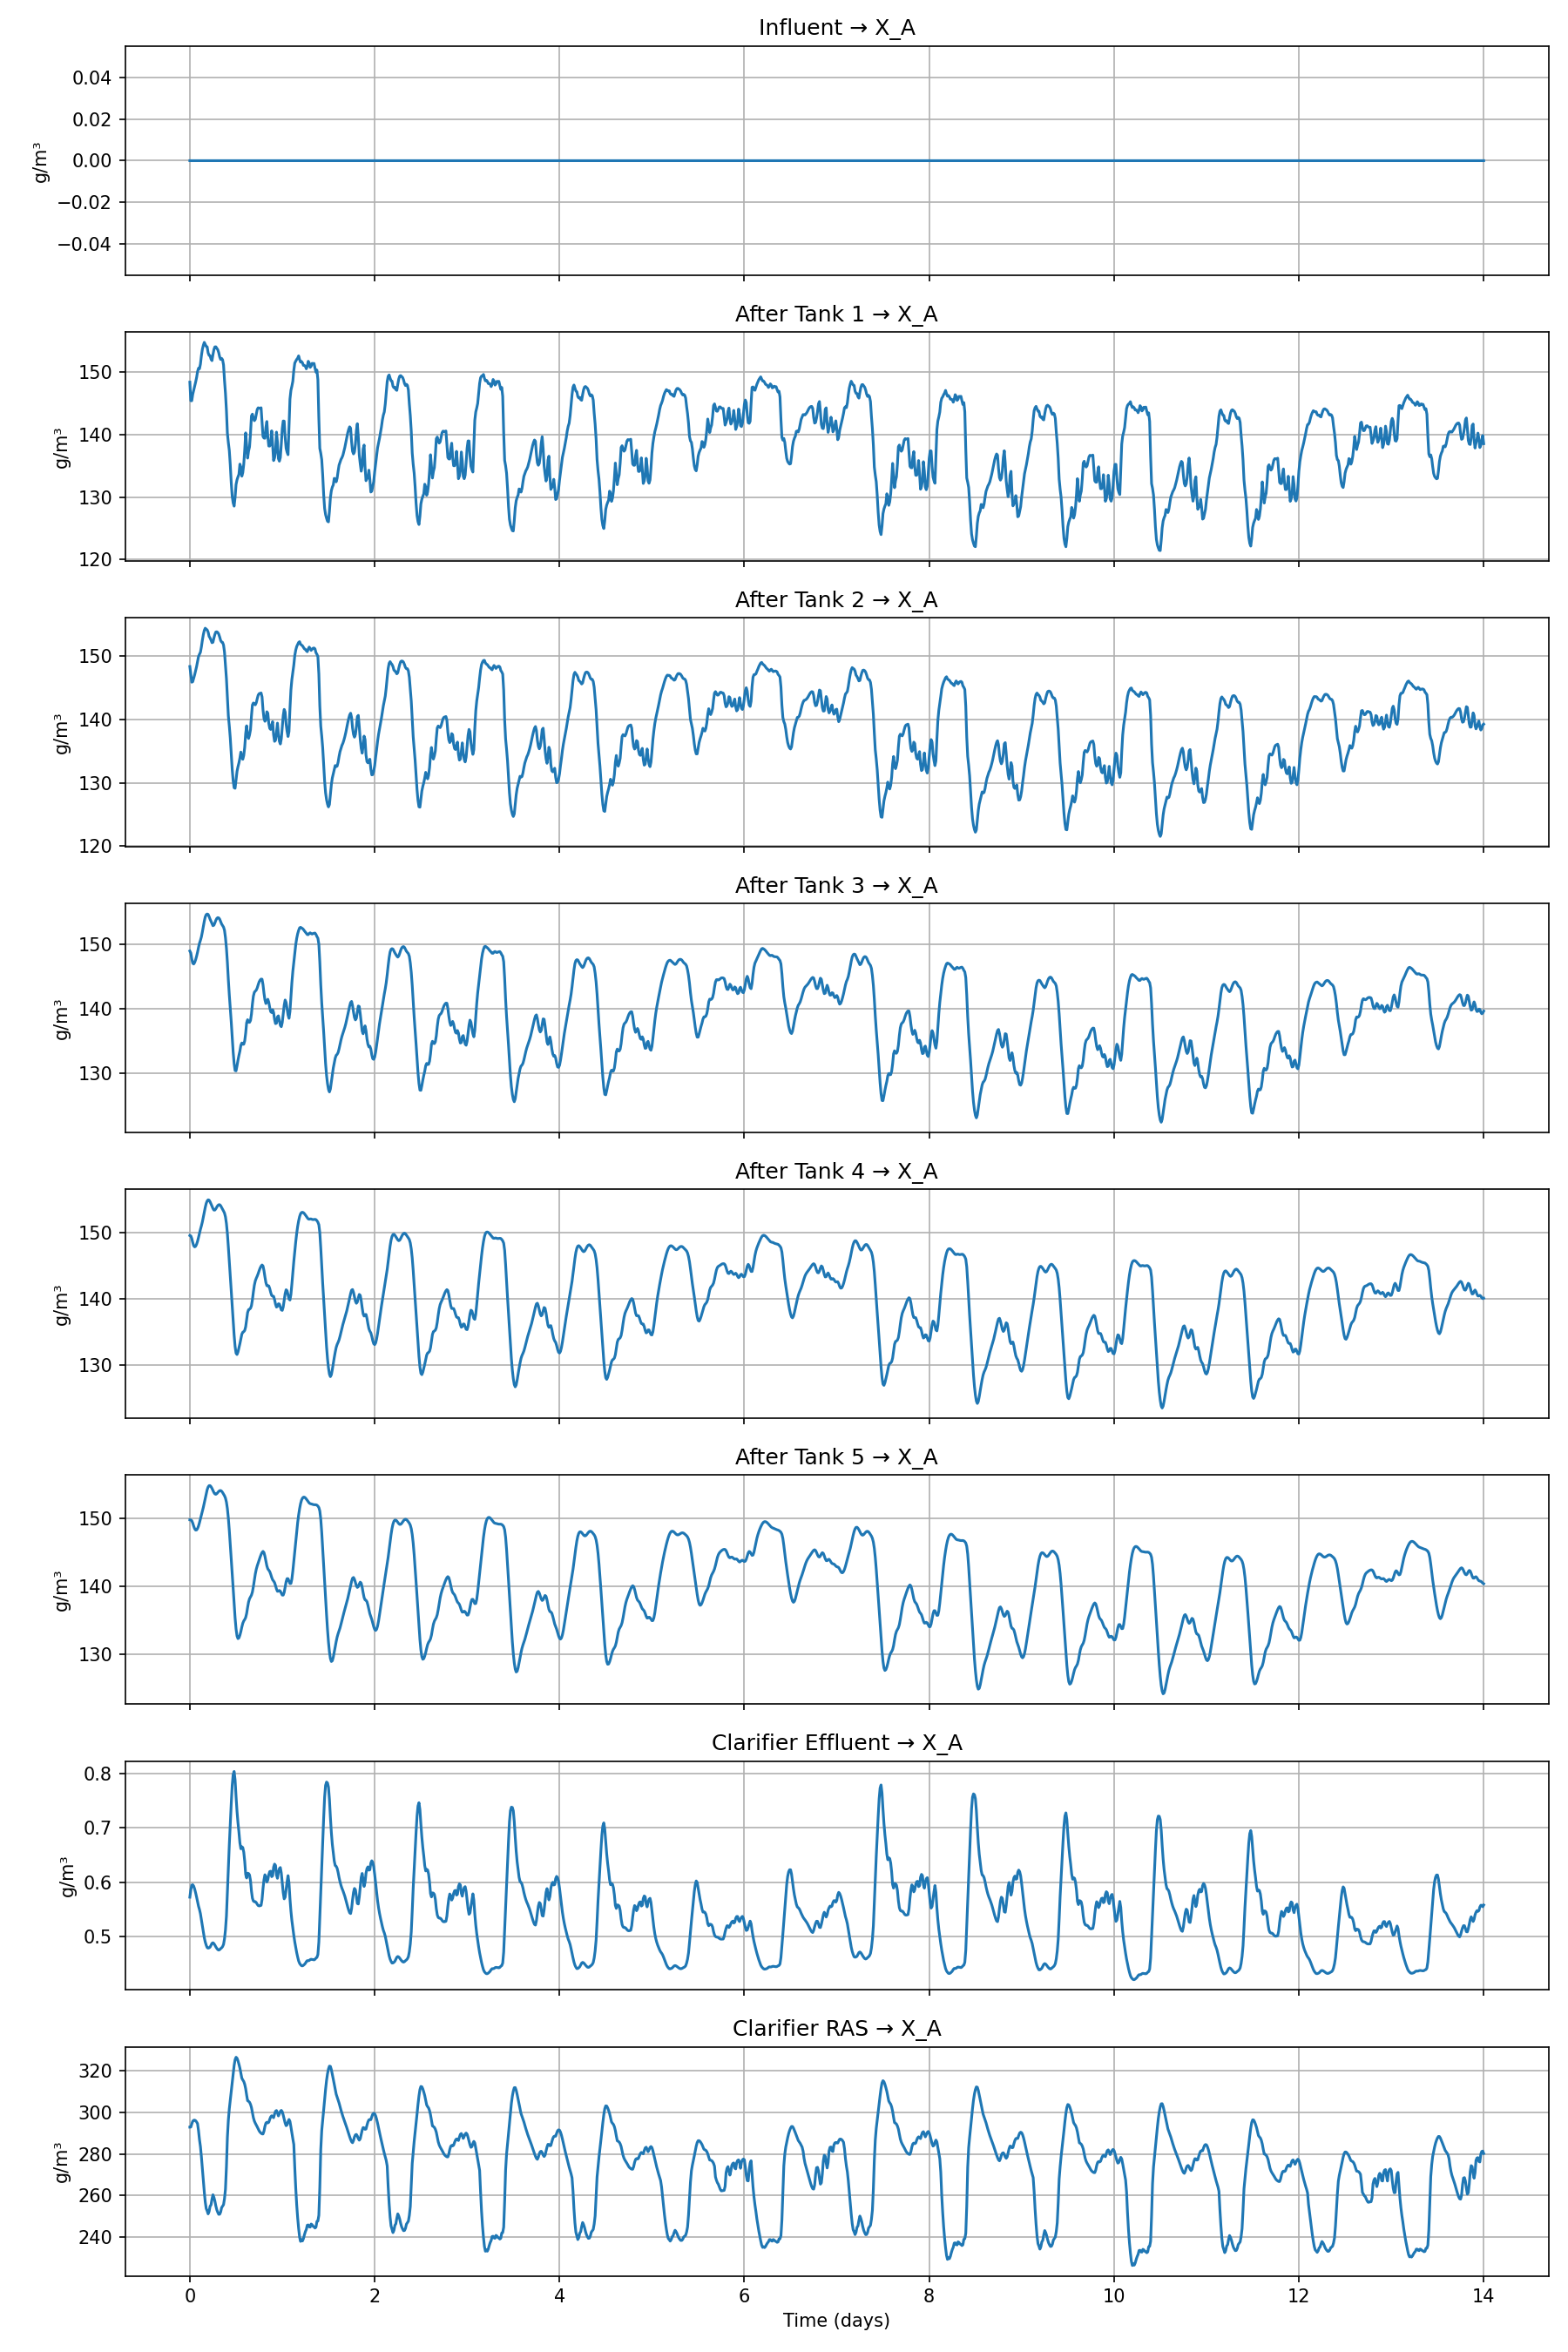 Influent → X_A
0.04
0.02
0.00
−0.02
−0.04
g/m³
After Tank 1 → X_A
150
140
130
120
g/m³
After Tank 2 → X_A
150
140
130
120
g/m³
After Tank 3 → X_A
150
140
130
g/m³
After Tank 4 → X_A
150
140
130
g/m³
After Tank 5 → X_A
150
140
130
g/m³
Clarifier Effluent → X_A
0.8
0.7
0.6
0.5
g/m³
Clarifier RAS → X_A
320
300
280
260
240
g/m³
0 2 4 6 8 10 12 14
Time (days)